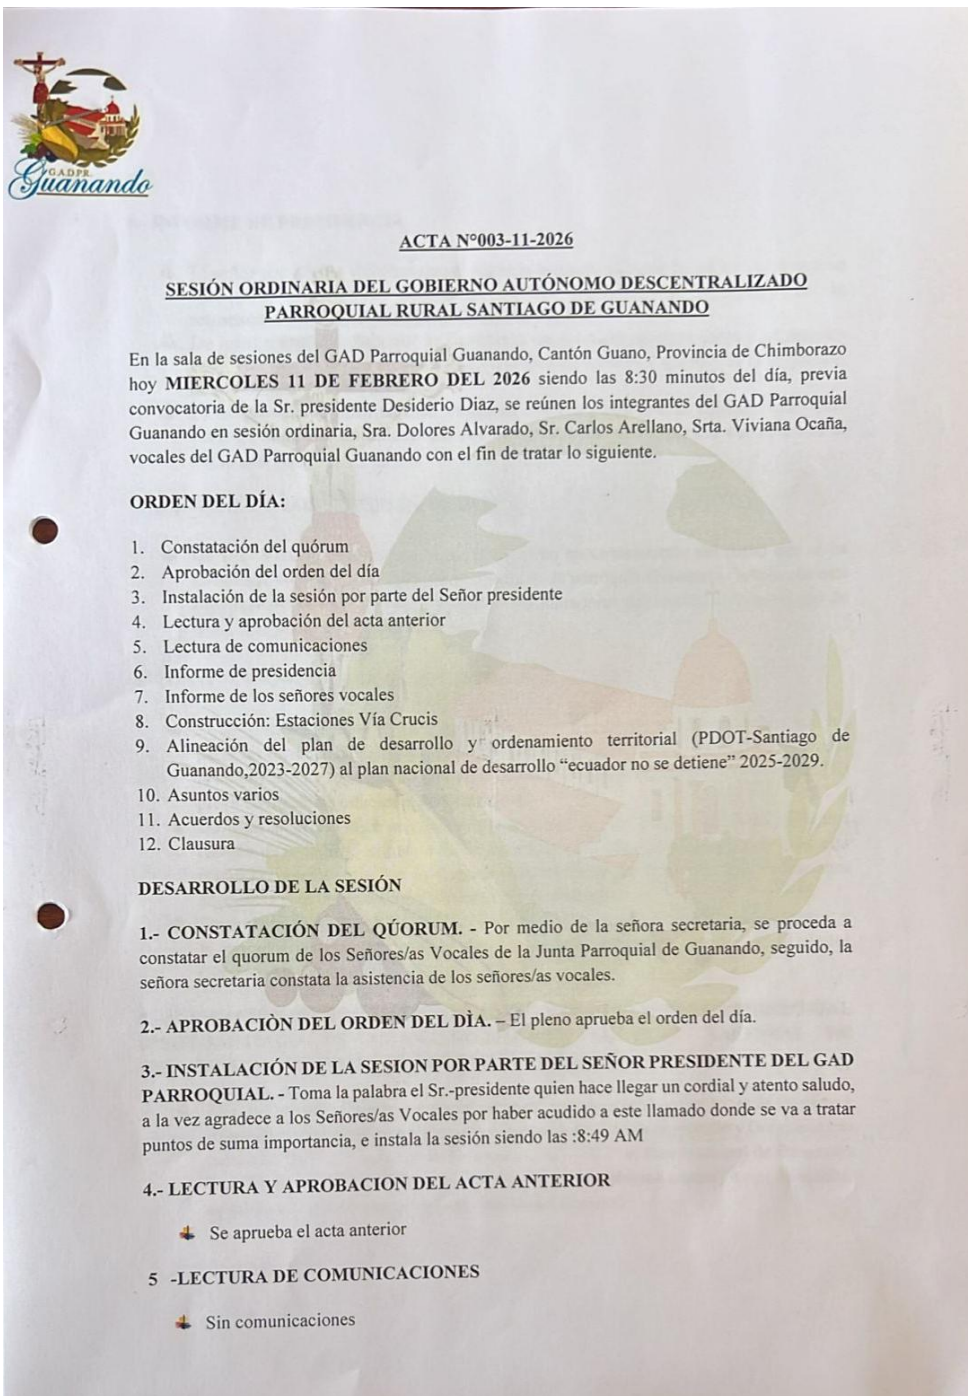 G.A.D.P.R.
Guanando
ACTA N°003-11-2026
SESIÓN ORDINARIA DEL GOBIERNO AUTÓNOMO DESCENTRALIZADO
PARROQUIAL RURAL SANTIAGO DE GUANANDO
En la sala de sesiones del GAD Parroquial Guanando, Cantón Guano, Provincia de Chimborazo
hoy MIERCOLES 11 DE FEBRERO DEL 2026 siendo las 8:30 minutos del día, previa
convocatoria de la Sr. presidente Desiderio Diaz, se reúnen los integrantes del GAD Parroquial
Guanando en sesión ordinaria, Sra. Dolores Alvarado, Sr. Carlos Arellano, Srta. Viviana Ocaña,
vocales del GAD Parroquial Guanando con el fin de tratar lo siguiente.
ORDEN DEL DÍA:
1. Constatación del quórum
2. Aprobación del orden del día
3. Instalación de la sesión por parte del Señor presidente
4. Lectura y aprobación del acta anterior
5. Lectura de comunicaciones
6. Informe de presidencia
7. Informe de los señores vocales
8. Construcción: Estaciones Vía Crucis
9. Alineación del plan de desarrollo y ordenamiento territorial (PDOT-Santiago de
Guanando,2023-2027) al plan nacional de desarrollo “ecuador no se detiene” 2025-2029.
10. Asuntos varios
11. Acuerdos y resoluciones
12. Clausura
DESARROLLO DE LA SESIÓN
1.- CONSTATACIÓN DEL QÚORUM. - Por medio de la señora secretaria, se proceda a
constatar el quorum de los Señores/as Vocales de la Junta Parroquial de Guanando, seguido, la
señora secretaria constata la asistencia de los señores/as vocales.
2.- APROBACIÒN DEL ORDEN DEL DÌA. – El pleno aprueba el orden del día.
3.- INSTALACIÓN DE LA SESION POR PARTE DEL SEÑOR PRESIDENTE DEL GAD
PARROQUIAL. - Toma la palabra el Sr.-presidente quien hace llegar un cordial y atento saludo,
a la vez agradece a los Señores/as Vocales por haber acudido a este llamado donde se va a tratar
puntos de suma importancia, e instala la sesión siendo las :8:49 AM
4.- LECTURA Y APROBACION DEL ACTA ANTERIOR
Se aprueba el acta anterior
5 -LECTURA DE COMUNICACIONES
Sin comunicaciones